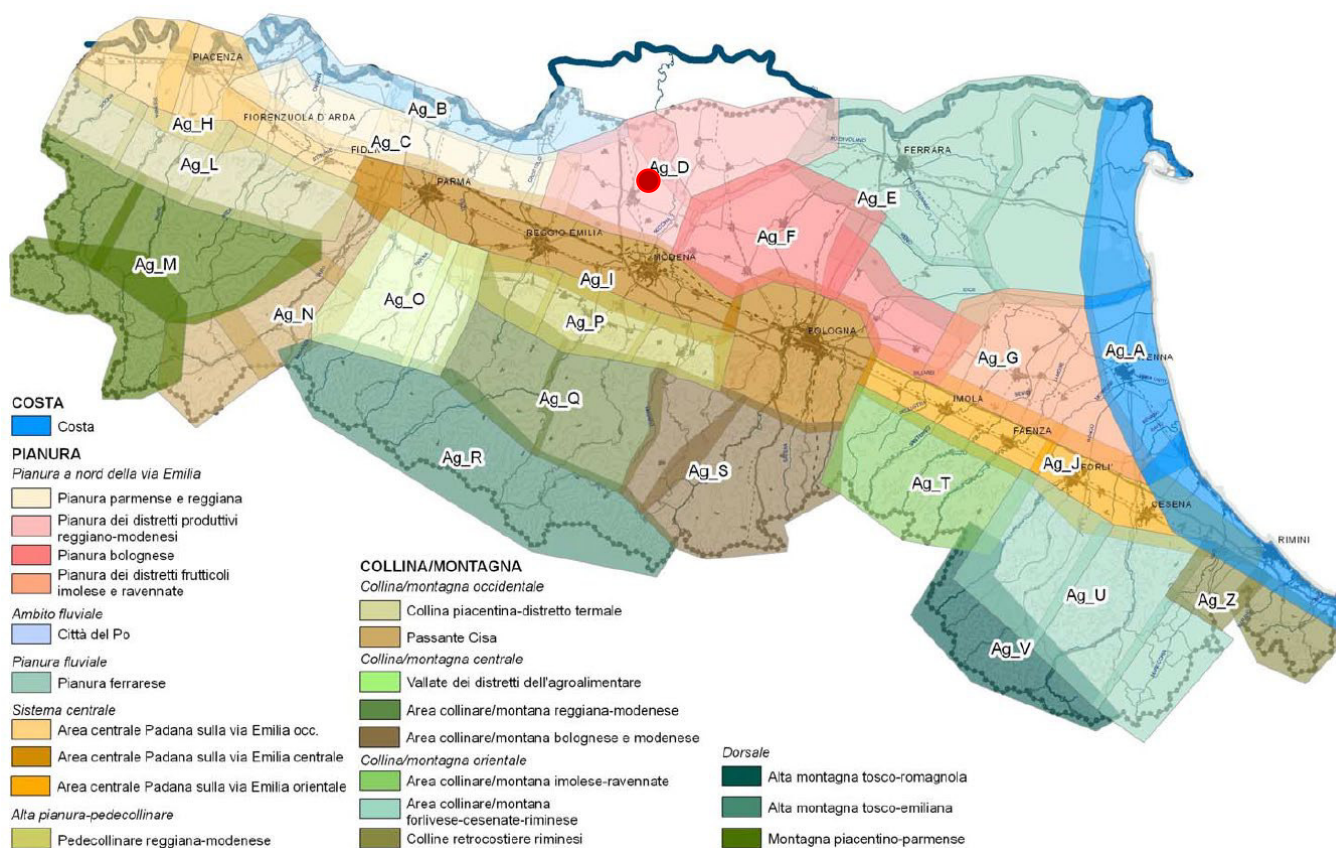 PIACENZA
Ag_B
Ag_H
FIORENZUOLA D'ARDA
Ag_C
Ag_L
PARMA
Ag_D
FERRARA
Ag_E
Ag_F
REGGIO EMILIA
MODENA
Ag_M
Ag_I
Ag_O
Ag_N
Ag_P
BOLOGNA
Ag_G
Ag_A
Ag_Q
IMOLA
FAENZA
Ag_R
Ag_S
Ag_J
Ag_T
CESENA
RIMINI
Ag_U
Ag_Z
Ag_V
COSTA
Costa
PIANURA
Pianura a nord della via Emilia
Pianura parmense e reggiana
Pianura dei distretti produttivi
reggiano-modenesi
Pianura bolognese
Pianura dei distretti frutticoli
imolese e ravennate
Ambito fluviale
Città del Po
Pianura fluviale
Pianura ferrarese
Sistema centrale
Area centrale Padana sulla via Emilia occ.
Area centrale Padana sulla via Emilia centrale
Area centrale Padana sulla via Emilia orientale
Alta pianura-pedecollinare
Pedecollinare reggiana-modenese
COLLINA/MONTAGNA
Collina/montagna occidentale
Collina piacentina-distretto termale
Passante Cisa
Collina/montagna centrale
Vallate dei distretti dell'agroalimentare
Area collinare/montana reggiana-modenese
Area collinare/montana bolognese e modenese
Collina/montagna orientale
Area collinare/montana imolese-ravennate
Area collinare/montana
forlivese-cesenate-riminese
Colline retrocostiere riminesi
Dorsale
Alta montagna tosco-romagnola
Alta montagna tosco-emiliana
Montagna piacentino-parmense